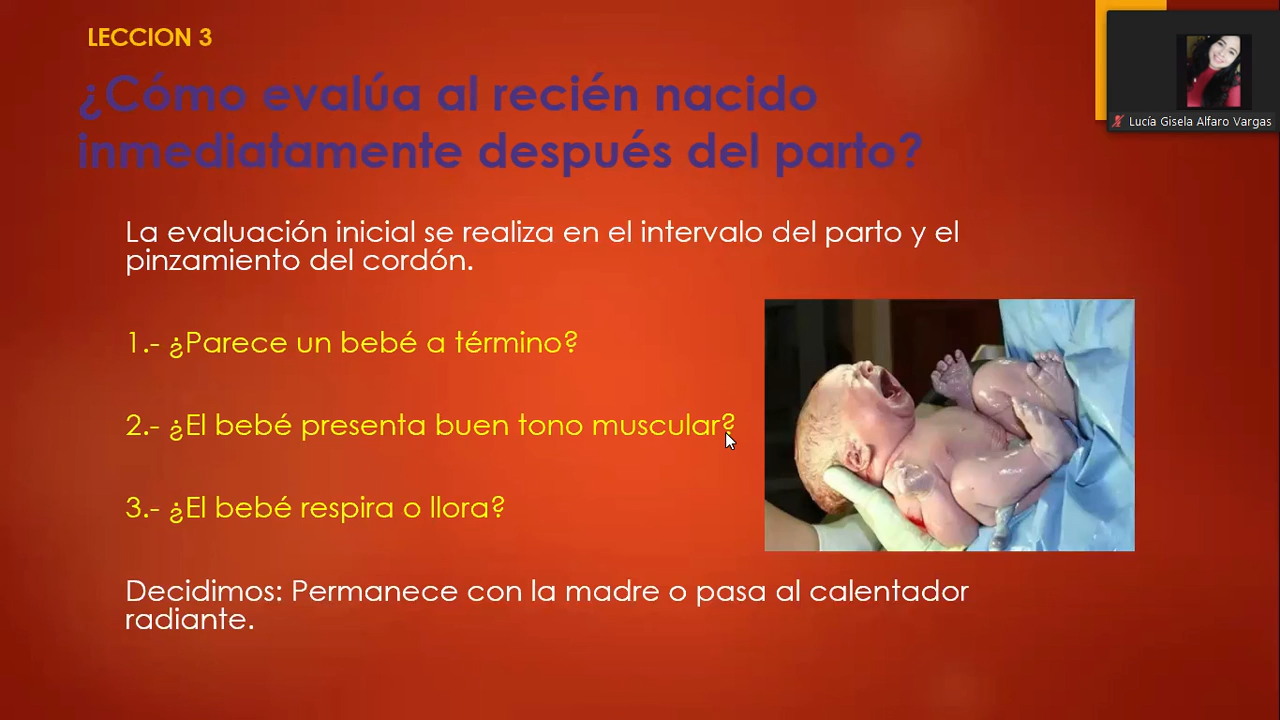 LECCION 3
¿Cómo evalúa al recién nacido
inmediatamente después del parto?
La evaluación inicial se realiza en el intervalo del parto y el
pinzamiento del cordón.
1.- ¿Parece un bebé a término?
2.- ¿El bebé presenta buen tono muscular?
3.- ¿El bebé respira o llora?
Decidimos: Permanece con la madre o pasa al calentador
radiante.
Lucía Gisela Alfaro Vargas